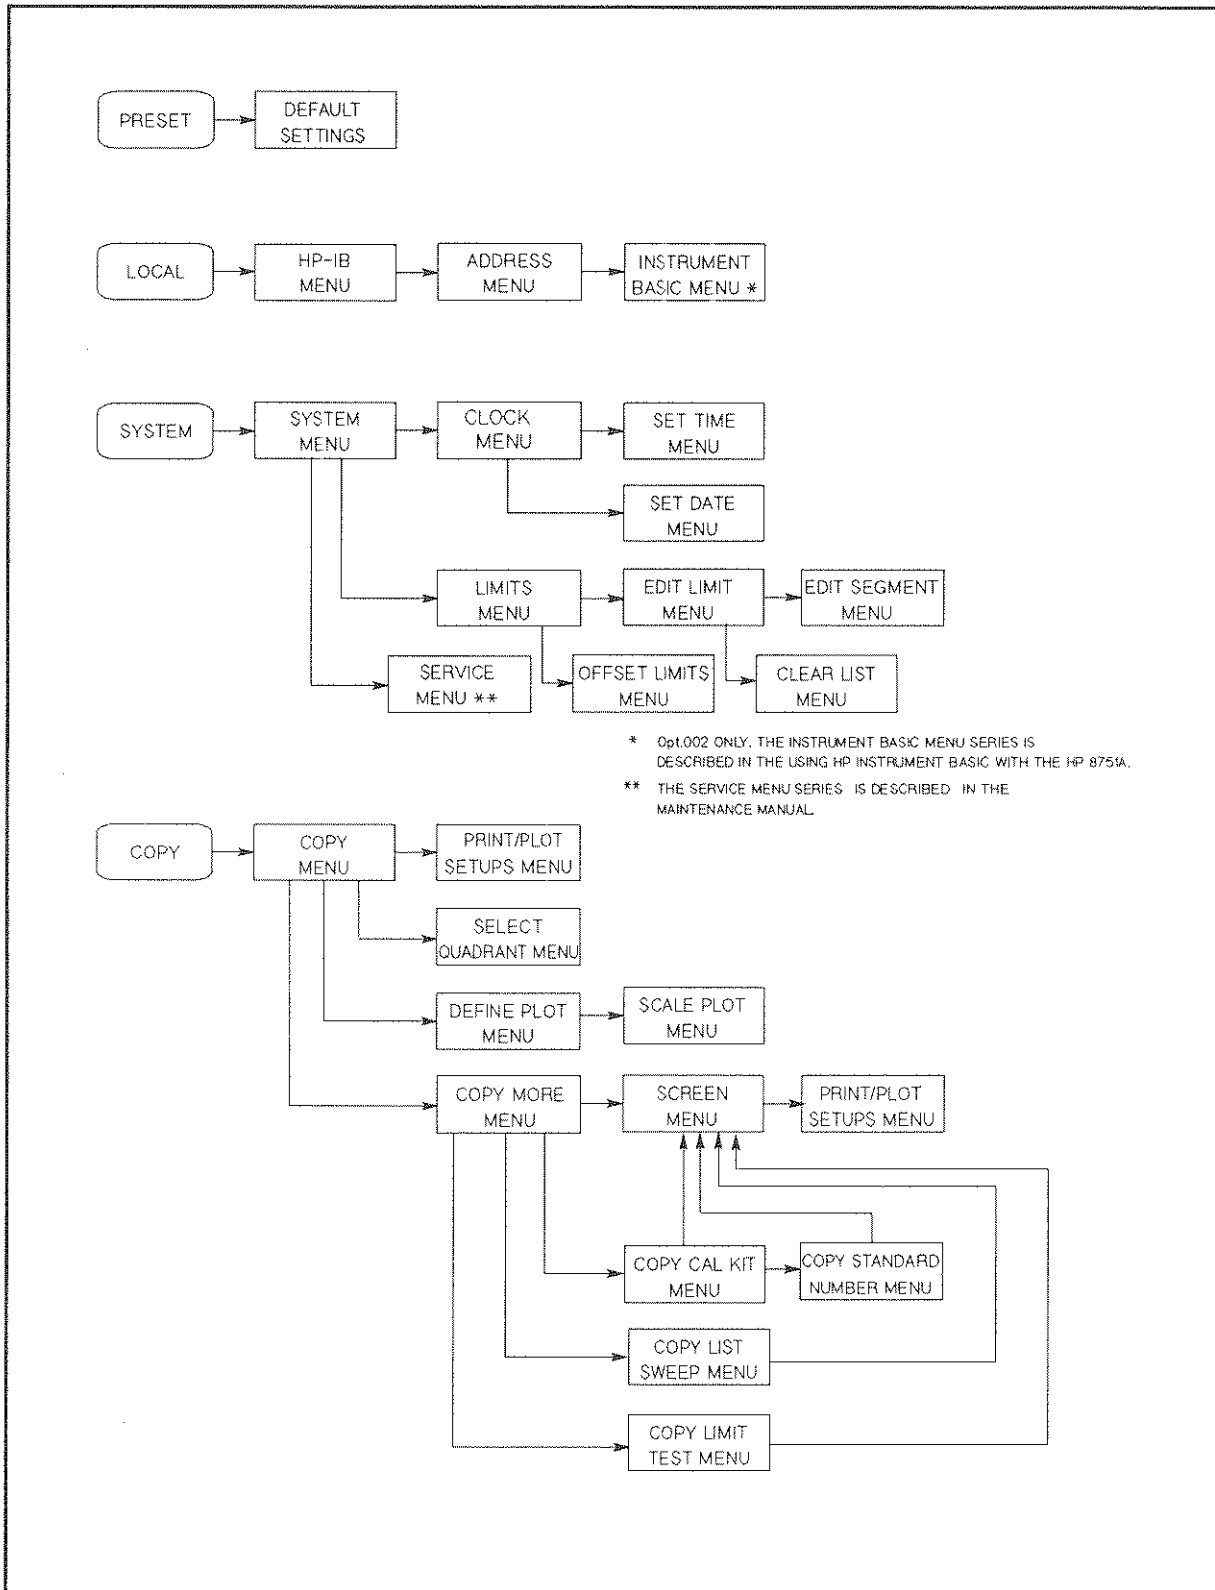 PRESET
DEFAULT
SETTINGS
LOCAL
HP-IB
MENU
ADDRESS
MENU
INSTRUMENT
BASIC MENU *
SYSTEM
SYSTEM
MENU
CLOCK
MENU
SET TIME
MENU
SET DATE
MENU
LIMITS
MENU
EDIT LIMIT
MENU
EDIT SEGMENT
MENU
SERVICE
MENU **
OFFSET LIMITS
MENU
CLEAR LIST
MENU
* Opt.002 ONLY. THE INSTRUMENT BASIC MENU SERIES IS
DESCRIBED IN THE USING HP INSTRUMENT BASIC WITH THE HP 8751A.
** THE SERVICE MENU SERIES IS DESCRIBED IN THE
MAINTENANCE MANUAL.
COPY
COPY
MENU
PRINT/PLOT
SETUPS MENU
SELECT
QUADRANT MENU
DEFINE PLOT
MENU
SCALE PLOT
MENU
COPY MORE
MENU
SCREEN
MENU
PRINT/PLOT
SETUPS MENU
COPY CAL KIT
MENU
COPY STANDARD
NUMBER MENU
COPY LIST
SWEEP MENU
COPY LIMIT
TEST MENU